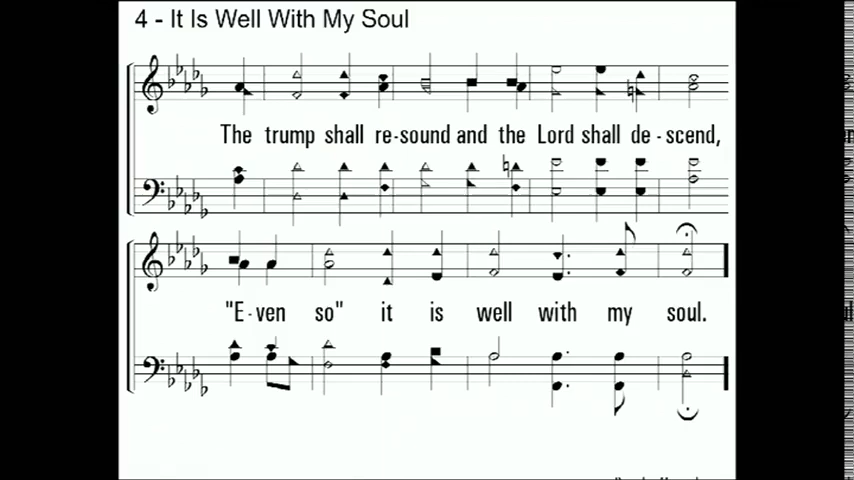 4 - It Is Well With My Soul
The trump shall re-sound and the Lord shall de-scend,
"E-ven so" it is well with my soul.